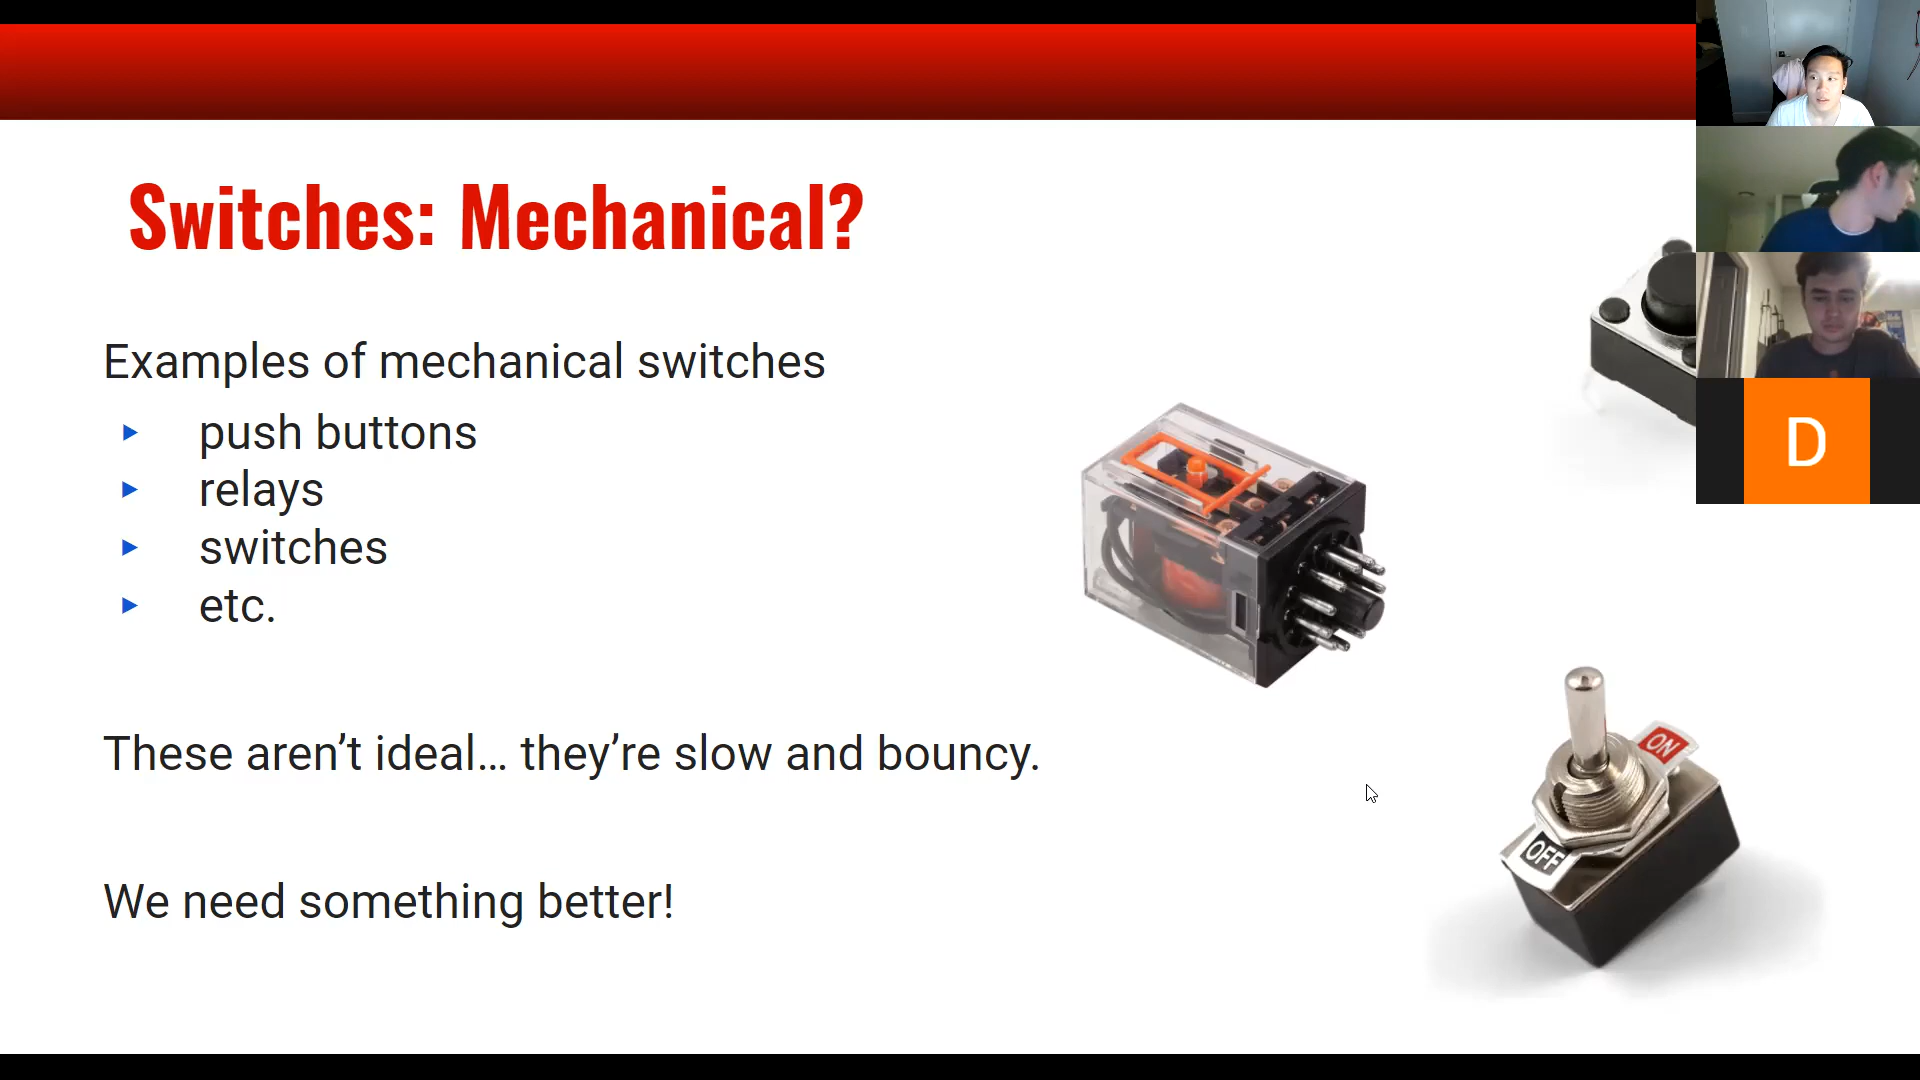 Switches: Mechanical?
Examples of mechanical switches
push buttons
relays
switches
etc.
These aren’t ideal… they’re slow and bouncy.
We need something better!
ON
OFF
D